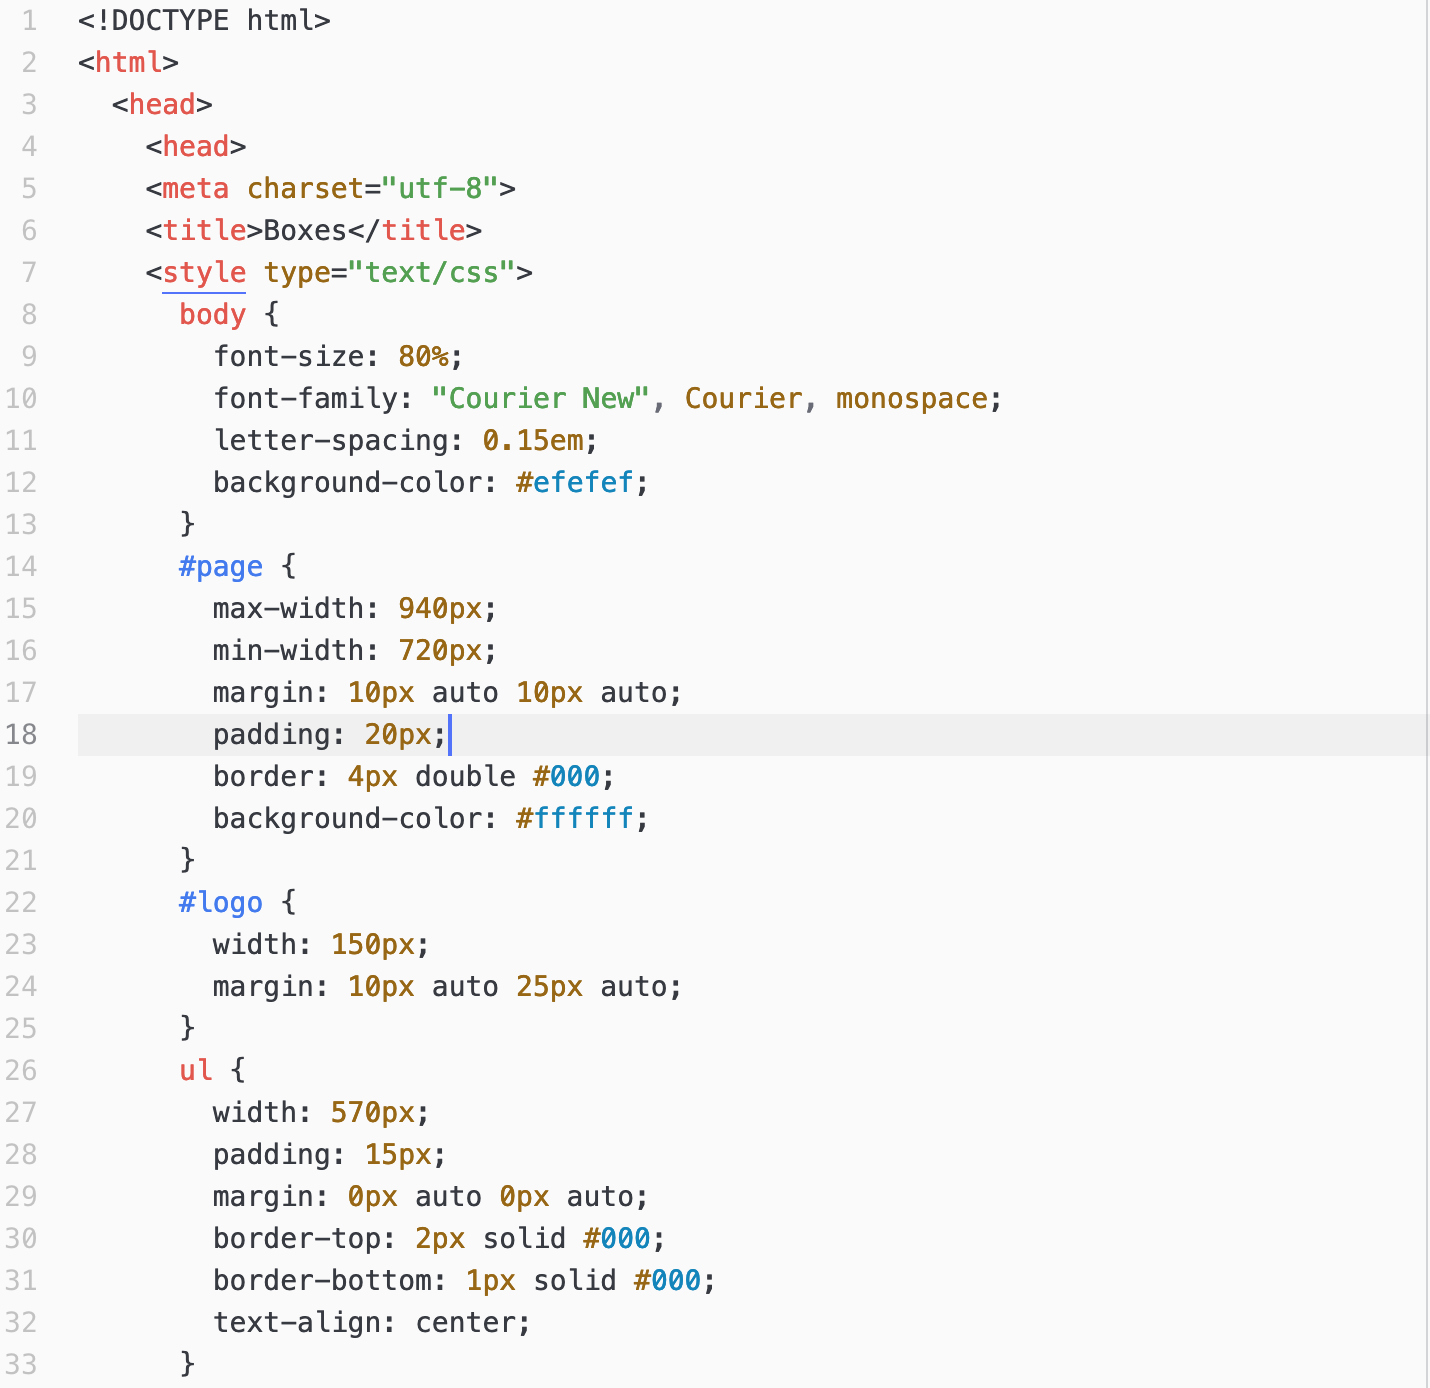 1 <!DOCTYPE html>
2 <html>
3   <head>
4     <head>
5     <meta charset="utf-8">
6     <title>Boxes</title>
7     <style type="text/css">
8       body {
9         font-size: 80%;
10         font-family: "Courier New", Courier, monospace;
11         letter-spacing: 0.15em;
12         background-color: #efefef;
13       }
14       #page {
15         max-width: 940px;
16         min-width: 720px;
17         margin: 10px auto 10px auto;
18         padding: 20px;
19         border: 4px double #000;
20         background-color: #ffffff;
21       }
22       #logo {
23         width: 150px;
24         margin: 10px auto 25px auto;
25       }
26       ul {
27         width: 570px;
28         padding: 15px;
29         margin: 0px auto 0px auto;
30         border-top: 2px solid #000;
31         border-bottom: 1px solid #000;
32         text-align: center;
33       }